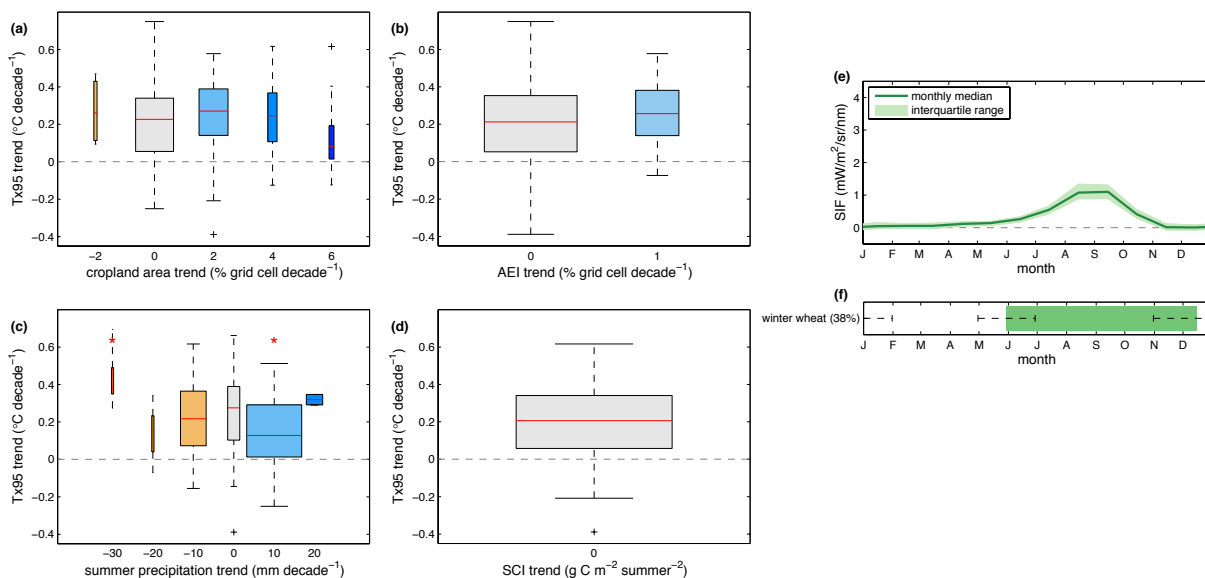 (a)
0.6
0.4
0.2
0
−0.2
−0.4
Tx95 trend (°C decade⁻¹)
−2 0 2 4 6
cropland area trend (% grid cell decade⁻¹)
(b)
0.6
0.4
0.2
0
−0.2
−0.4
Tx95 trend (°C decade⁻¹)
0 1
AEI trend (% grid cell decade⁻¹)
(c)
0.6
0.4
0.2
0
−0.2
−0.4
Tx95 trend (°C decade⁻¹)
−30 −20 −10 0 10 20
summer precipitation trend (mm decade⁻¹)
(d)
0.6
0.4
0.2
0
−0.2
−0.4
Tx95 trend (°C decade⁻¹)
0
SCI trend (g C m⁻² summer⁻²)
(e)
monthly median
interquartile range
4
3
2
1
0
SIF (mW/m²/sr/nm)
J F M A M J J A S O N D
month
(f)
winter wheat (38%)
J F M A M J J A S O N D
month